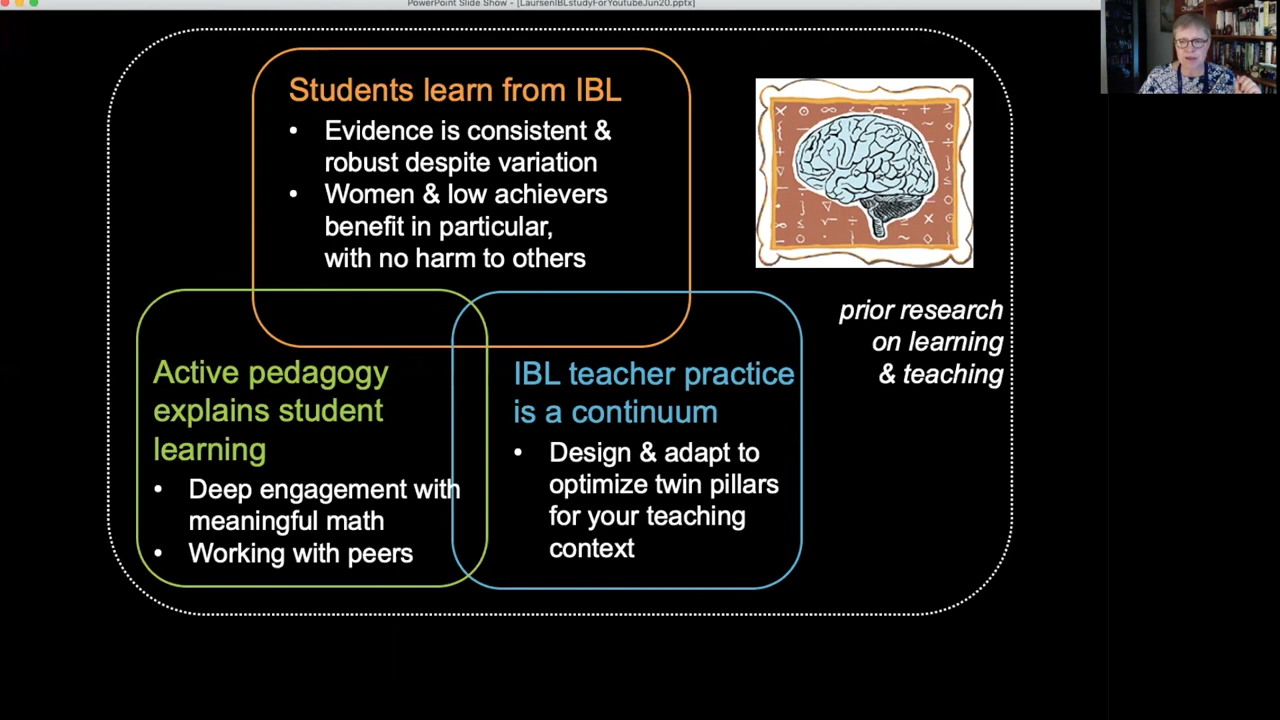 PowerPoint Slide Show - [LaursenIBLstudyForYoutubeJun20.pptx]
Students learn from IBL
• Evidence is consistent &
robust despite variation
• Women & low achievers
benefit in particular,
with no harm to others
prior research
on learning
& teaching
Active pedagogy
explains student
learning
• Deep engagement with
meaningful math
• Working with peers
IBL teacher practice
is a continuum
• Design & adapt to
optimize twin pillars
for your teaching
context